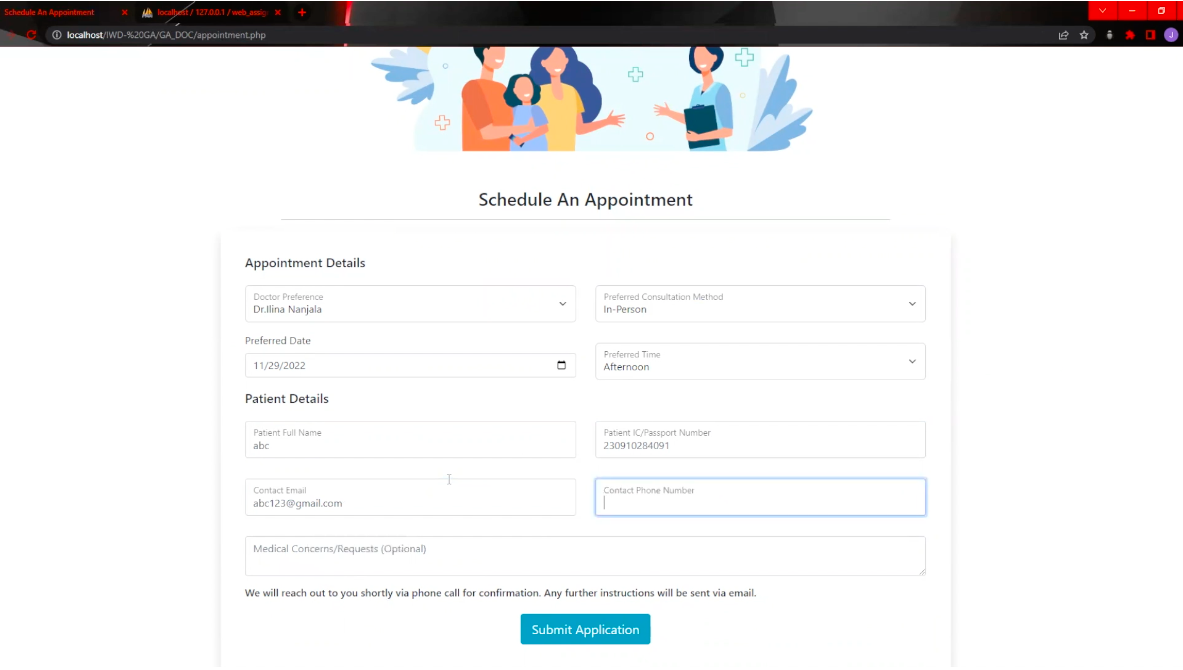 Schedule An Appointment
localhost / 127.0.0.1 / web_assig
localhost/IWD-%20GA/GA_DOC/appointment.php
J
Schedule An Appointment
Appointment Details
Doctor Preference
Dr.Ilina Nanjala
Preferred Consultation Method
In-Person
Preferred Date
11/29/2022
Preferred Time
Afternoon
Patient Details
Patient Full Name
abc
Patient IC/Passport Number
230910284091
Contact Email
abc123@gmail.com
Contact Phone Number
Medical Concerns/Requests (Optional)
We will reach out to you shortly via phone call for confirmation. Any further instructions will be sent via email.
Submit Application